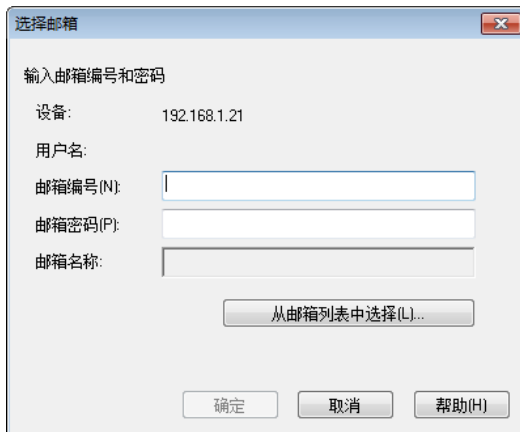 选择邮箱
输入邮箱编号和密码
设备: 192.168.1.21
用户名:
邮箱编号(N):
邮箱密码(P):
邮箱名称:
从邮箱列表中选择(L)...
确定 取消 帮助(H)